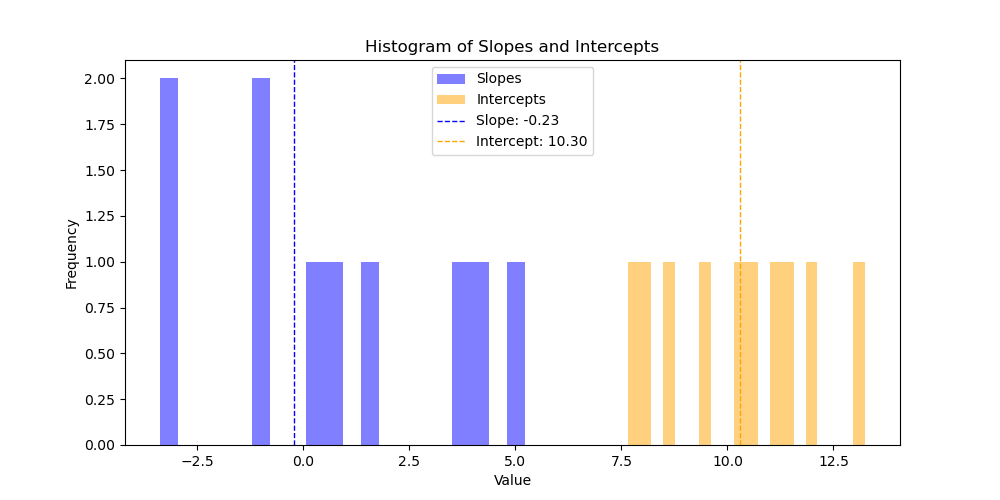 Histogram of Slopes and Intercepts
Slopes
Intercepts
Slope: -0.23
Intercept: 10.30
Frequency
2.00
1.75
1.50
1.25
1.00
0.75
0.50
0.25
0.00
−2.5 0.0 2.5 5.0 7.5 10.0 12.5
Value